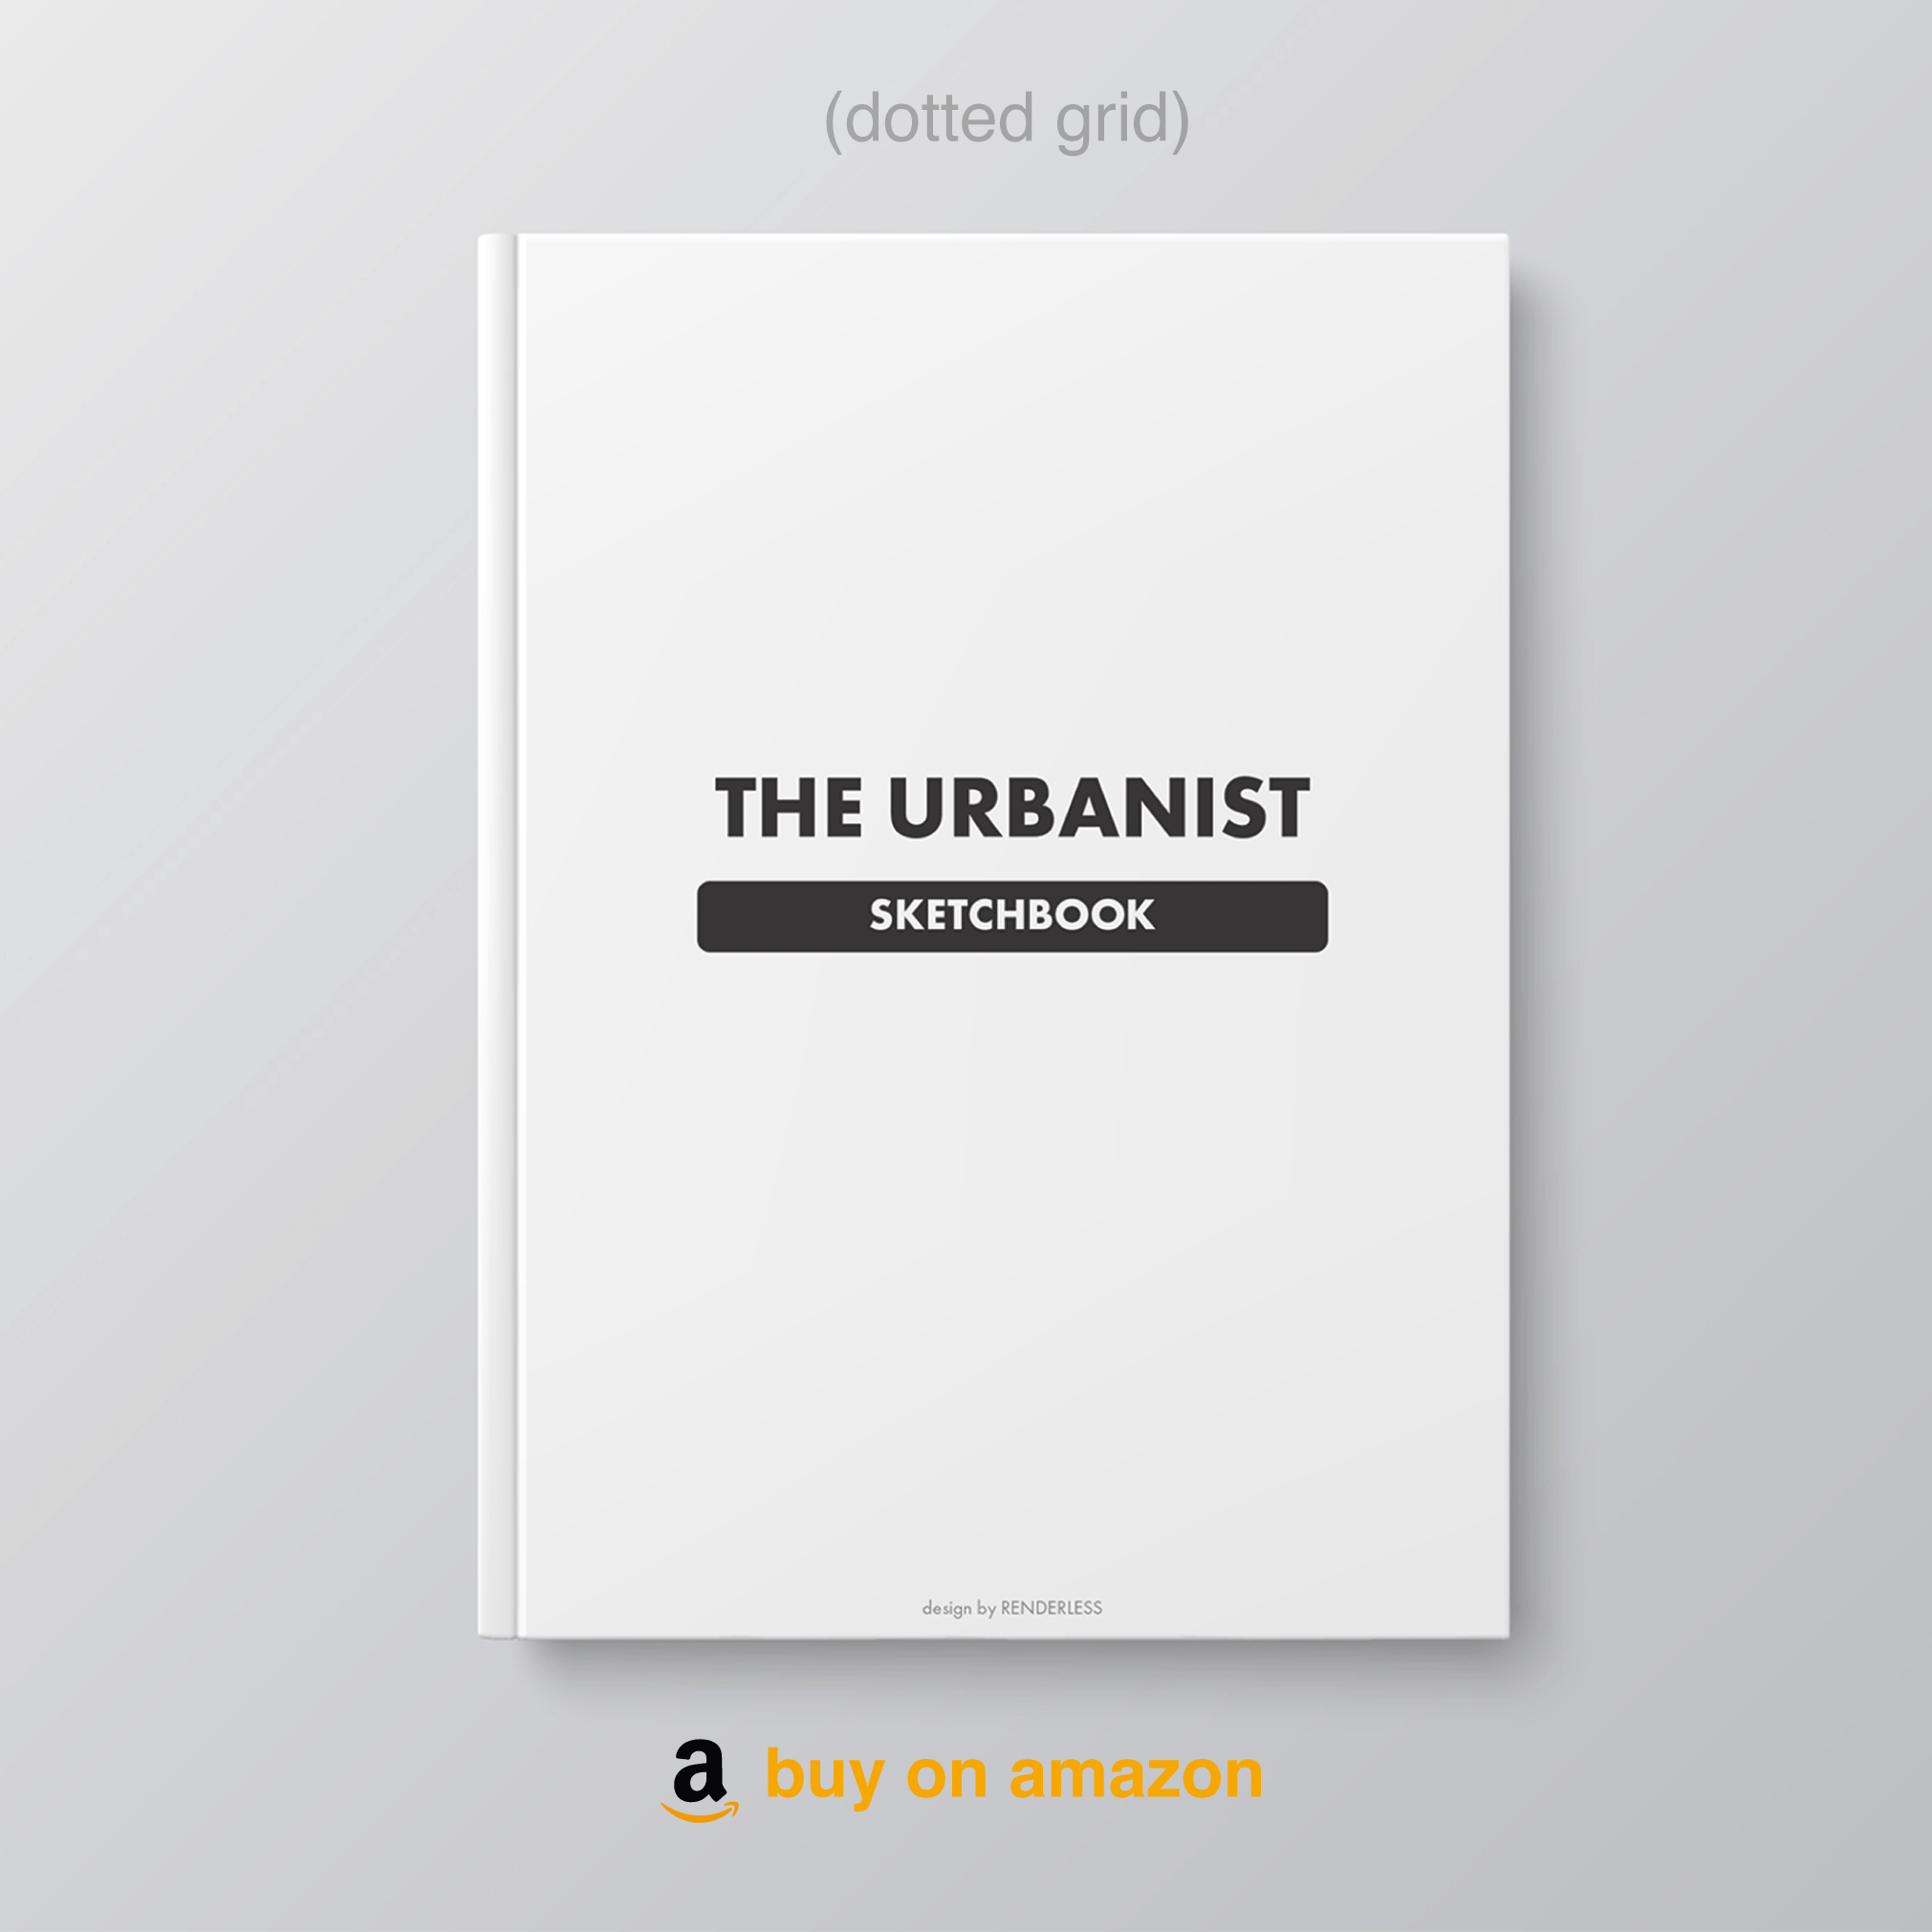 (dotted grid)
THE URBANIST
SKETCHBOOK
design by RENDERLESS
a buy on amazon